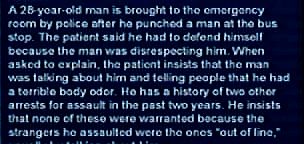 A 28-year-old man is brought to the emergency
room by police after he punched a man at the bus
stop. The patient said he had to defend himself
because the man was disrespecting him. When
asked to explain, the patient insists that the man
was talking about him and telling people that he had
a terrible body odor. He has a history of two other
arrests for assault in the past two years. He insists
that none of these were warranted because the
strangers he assaulted were the ones "out of line,"